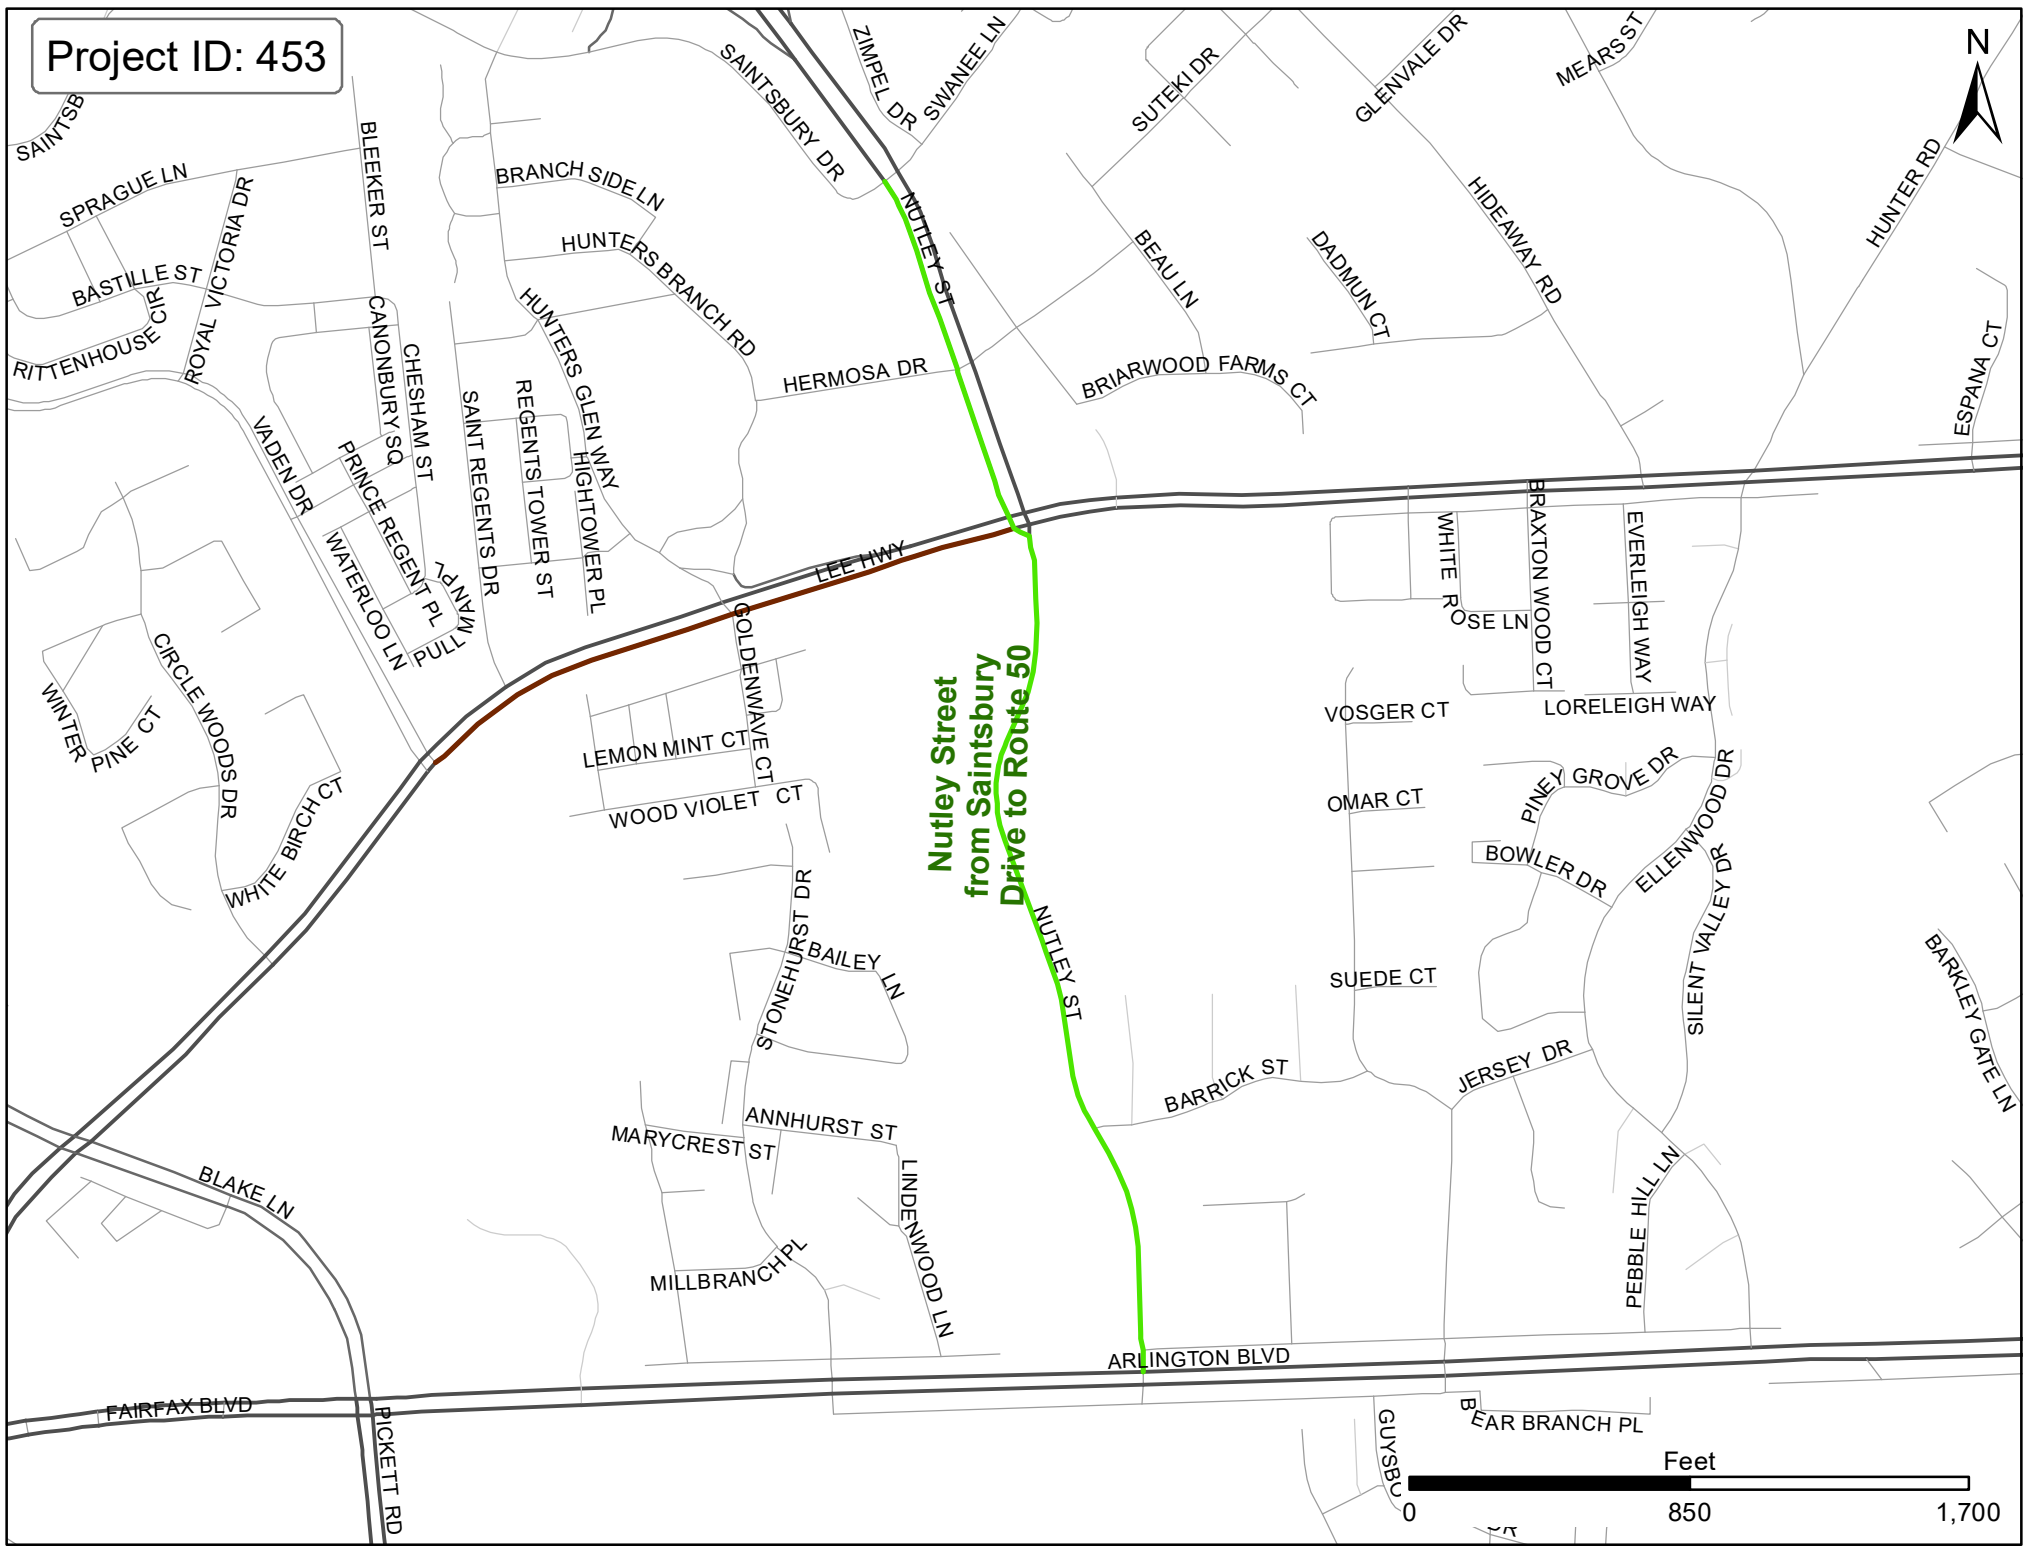 Project ID: 453
N
SAINTSB
SPRAGUE LN
BLEEKER ST
ROYAL VICTORIA DR
BASTILLE ST
RITTENHOUSE CIR
BRANCH SIDE LN
HUNTERS BRANCH RD
SAINTSBURY DR
ZIMPEL DR
SWANEE LN
SUTEKI DR
GLENVALE DR
MEARS ST
HUNTER RD
HIDEAWAY RD
NUTLEY ST
BEAU LN
DADMUN CT
ESPANA CT
BRIARWOOD FARMS CT
HERMOSA DR
HUNTERS GLEN WAY
CANONBURY SQ
CHESHAM ST
SAINT REGENTS DR
REGENTS TOWER ST
HIGHTOWER PL
VADEN DR
PRINCE REGENT PL
WATERLOO LN
PULLMAN PL
LEE HWY
GOLDENWAVE CT
LEMON MINT CT
WOOD VIOLET CT
WINTER PINE CT
CIRCLE WOODS DR
WHITE BIRCH CT
Nutley Street
from Saintsbury
Drive to Route 50
WHITE ROSE LN
BRAXTON WOOD CT
EVERLEIGH WAY
LORELEIGH WAY
VOSGER CT
OMAR CT
SUEDE CT
PINEY GROVE DR
BOWLER DR
ELLENWOOD DR
SILENT VALLEY DR
BARKLEY GATE LN
STONEHURST DR
BAILEY LN
NUTLEY ST
BARRICK ST
JERSEY DR
ANNHURST ST
MARYCREST ST
LINDENWOOD LN
MILLBRANCH PL
PEBBLE HILL LN
BLAKE LN
ARLINGTON BLVD
FAIRFAX BLVD
PICKETT RD
GUYSBO
BEAR BRANCH PL
DR
Feet
0 850 1,700